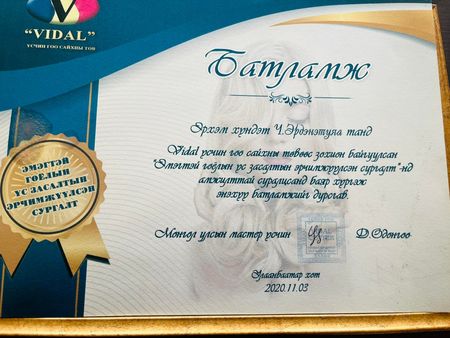 V
"VIDAL"
ҮСЧИН ГОО САЙХНЫ ТӨВ
Батламж
Эрхэм хүндэт Ч.Эрдэнэтуяа танд
Vidal үсчин гоо сайхны төвөөс зохион байгуулсан
"Эмэгтэй гоёлын үс засалтын эрчимжүүлсэн сургалт"-нд
амжилттай суралцсанд баяр хүргэж
энэхүү батламжийг дурсгав.
ЭМЭГТЭЙ
ГОЁЛЫН
ҮС ЗАСАЛТЫН
ЭРЧИМЖҮҮЛСЭН
СУРГАЛТ
Монгол улсын мастер үсчин Д.Одонгоо
Улаанбаатар хот
2020.11.03